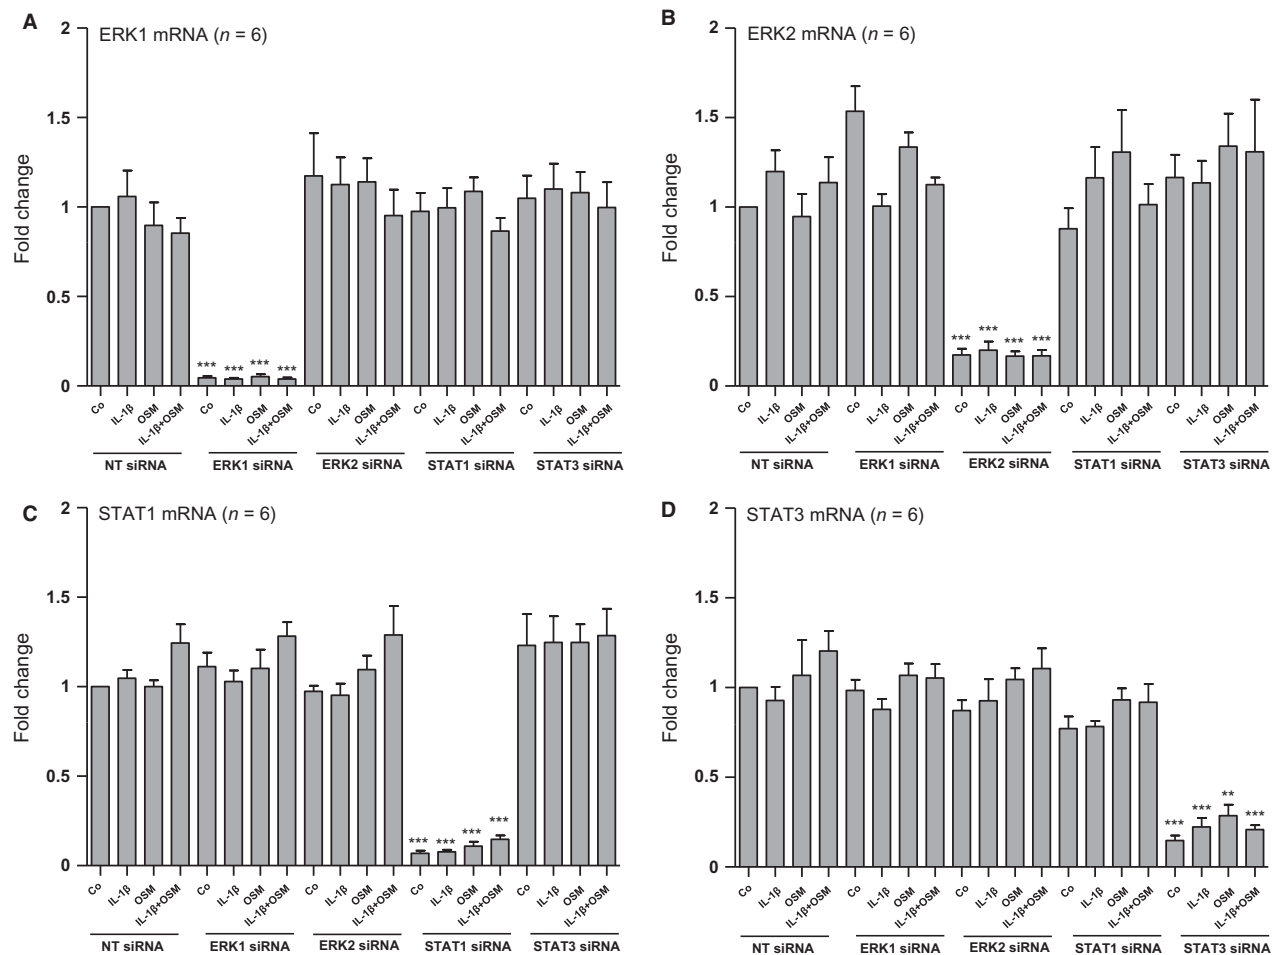 A
ERK1 mRNA (n = 6)
Fold change
2
1.5
1
0.5
0
*** *** *** ***
Co IL-1β OSM IL-1β+OSM Co IL-1β OSM IL-1β+OSM Co IL-1β OSM IL-1β+OSM Co IL-1β OSM IL-1β+OSM Co IL-1β OSM IL-1β+OSM
NT siRNA ERK1 siRNA ERK2 siRNA STAT1 siRNA STAT3 siRNA
B
ERK2 mRNA (n = 6)
Fold change
2
1.5
1
0.5
0
*** *** *** ***
Co IL-1β OSM IL-1β+OSM Co IL-1β OSM IL-1β+OSM Co IL-1β OSM IL-1β+OSM Co IL-1β OSM IL-1β+OSM Co IL-1β OSM IL-1β+OSM
NT siRNA ERK1 siRNA ERK2 siRNA STAT1 siRNA STAT3 siRNA
C
STAT1 mRNA (n = 6)
Fold change
2
1.5
1
0.5
0
*** *** *** ***
Co IL-1β OSM IL-1β+OSM Co IL-1β OSM IL-1β+OSM Co IL-1β OSM IL-1β+OSM Co IL-1β OSM IL-1β+OSM Co IL-1β OSM IL-1β+OSM
NT siRNA ERK1 siRNA ERK2 siRNA STAT1 siRNA STAT3 siRNA
D
STAT3 mRNA (n = 6)
Fold change
2
1.5
1
0.5
0
*** *** ** ***
Co IL-1β OSM IL-1β+OSM Co IL-1β OSM IL-1β+OSM Co IL-1β OSM IL-1β+OSM Co IL-1β OSM IL-1β+OSM Co IL-1β OSM IL-1β+OSM
NT siRNA ERK1 siRNA ERK2 siRNA STAT1 siRNA STAT3 siRNA